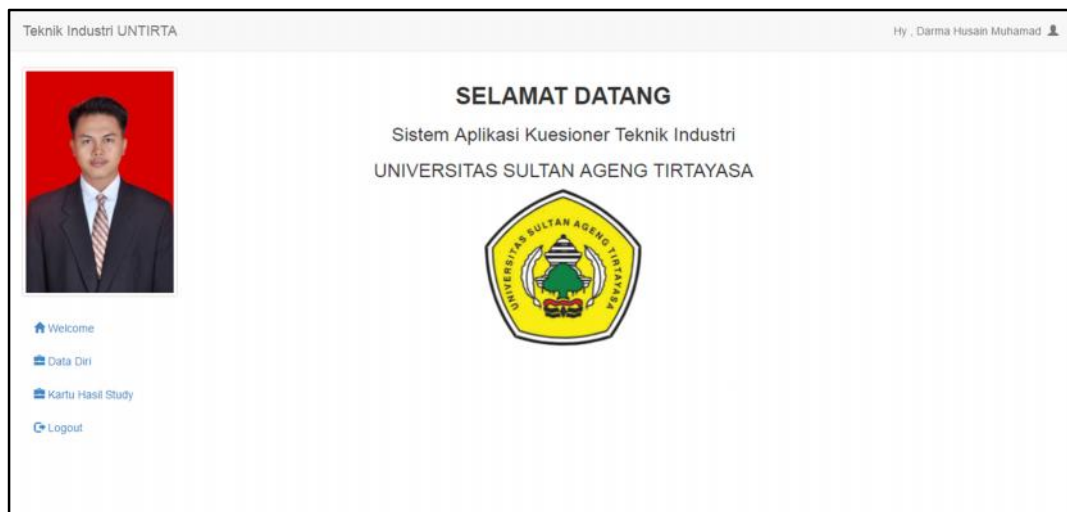 Teknik Industri UNTIRTA
Hy , Darma Husain Muhamad
SELAMAT DATANG
Sistem Aplikasi Kuesioner Teknik Industri
UNIVERSITAS SULTAN AGENG TIRTAYASA
UNIVERSITAS SULTAN AGENG TIRTAYASA
Welcome
Data Diri
Kartu Hasil Study
Logout